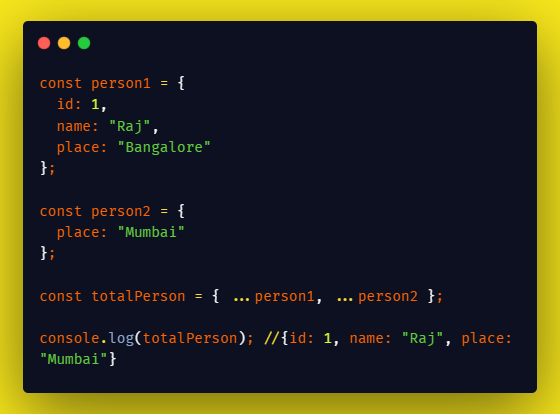 const person1 = {
  id: 1,
  name: "Raj",
  place: "Bangalore"
};
const person2 = {
  place: "Mumbai"
};
const totalPerson = { ...person1, ...person2 };
console.log(totalPerson); //{id: 1, name: "Raj", place:
"Mumbai"}